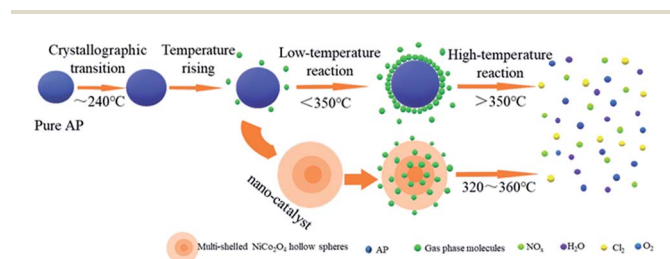 Crystallographic
transition
~240℃
Pure AP
Temperature
rising
Low-temperature
reaction
<350℃
High-temperature
reaction
>350℃
nano-catalyst
320~360℃
Multi-shelled NiCo₂O₄ hollow spheres
AP
Gas phase molecules
NOₓ
H₂O
Cl₂
O₂